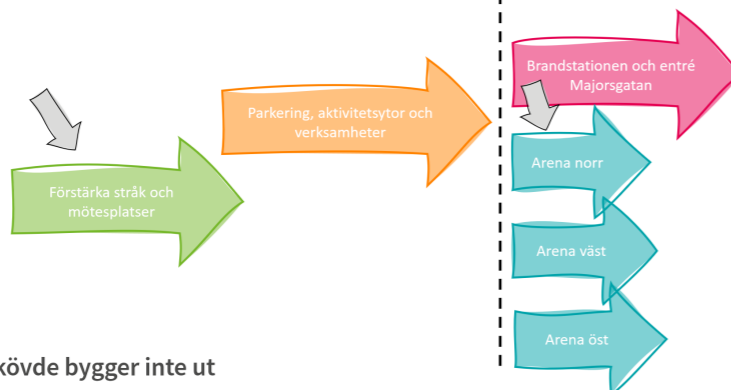 Brandstationen och entré
Majorsgatan
Parkering, aktivitetsytor och
verksamheter
Arena norr
Förstärka stråk och
mötesplatser
Arena väst
Arena öst
kövde bygger inte ut